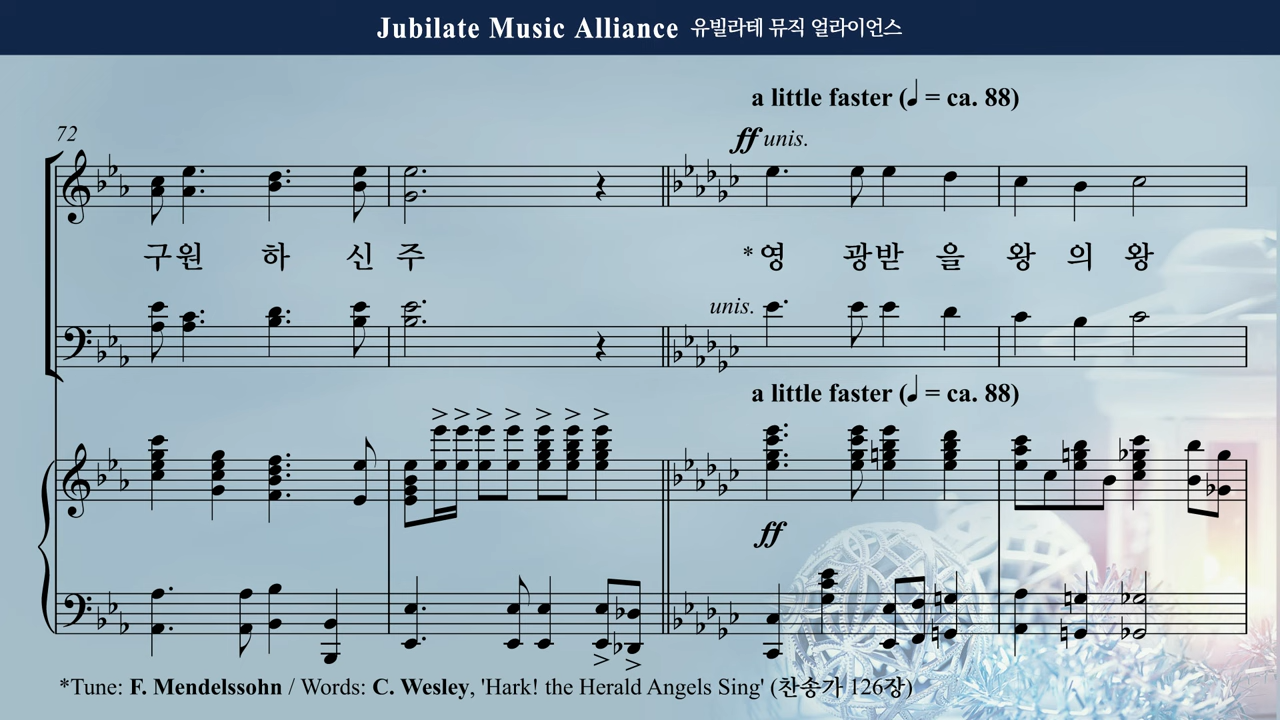 Jubilate Music Alliance 유빌라테 뮤직 얼라이언스
a little faster (♩ = ca. 88)
72
ff unis.
구원 하 신 주 *영 광받 을 왕 의 왕
unis.
a little faster (♩ = ca. 88)
ff
*Tune: F. Mendelssohn / Words: C. Wesley, 'Hark! the Herald Angels Sing' (찬송가 126장)